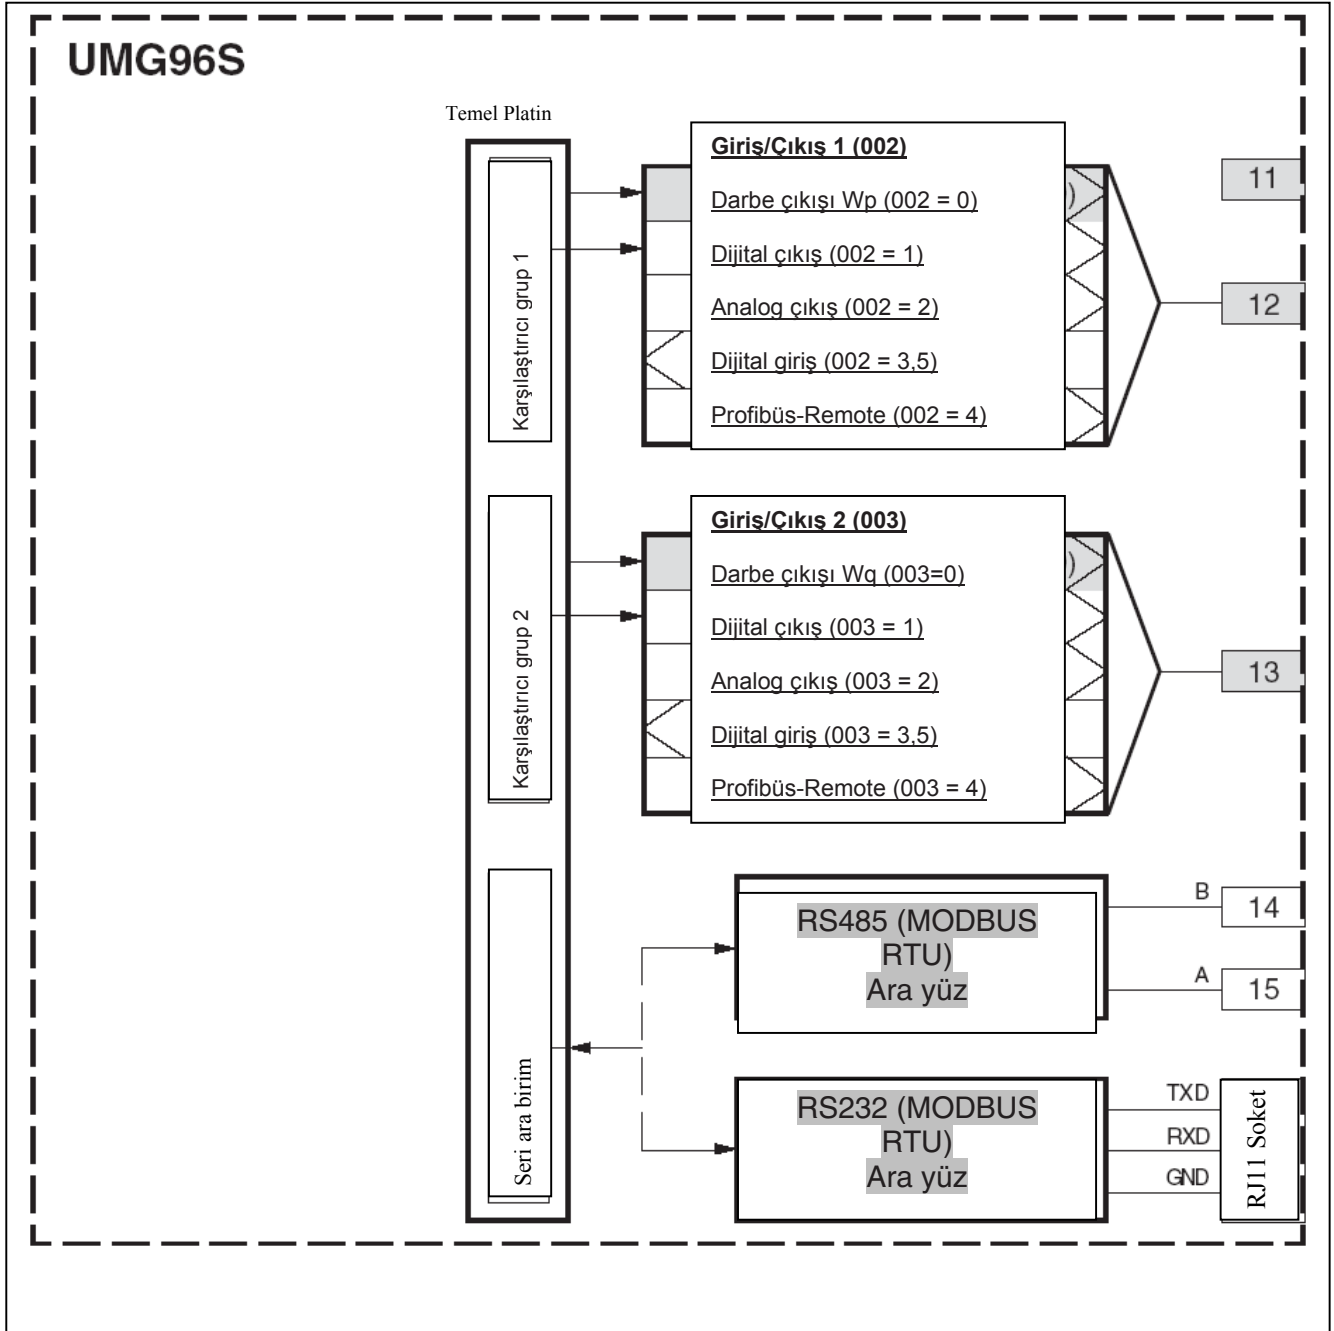 UMG96S
Temel Platin
Karşılaştırıcı grup 1
Giriş/Çıkış 1 (002)
Darbe çıkışı Wp (002 = 0)
)
Dijital çıkış (002 = 1)
Analog çıkış (002 = 2)
Dijital giriş (002 = 3,5)
Profibüs-Remote (002 = 4)
11
12
Karşılaştırıcı grup 2
Giriş/Çıkış 2 (003)
Darbe çıkışı Wq (003=0)
)
Dijital çıkış (003 = 1)
Analog çıkış (003 = 2)
Dijital giriş (003 = 3,5)
Profibüs-Remote (003 = 4)
13
Seri ara birim
RS485 (MODBUS
RTU)
Ara yüz
B
14
A
15
RS232 (MODBUS
RTU)
Ara yüz
TXD
RXD
GND
RJ11 Soket